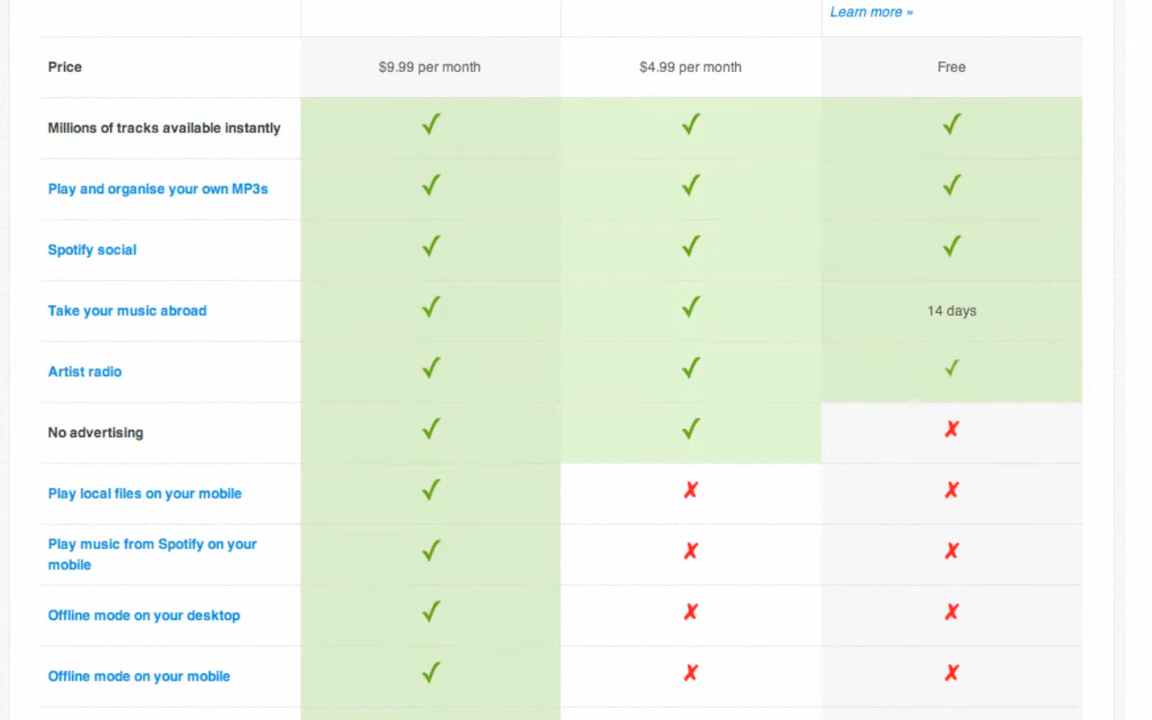 Learn more »
Price $9.99 per month $4.99 per month Free
Millions of tracks available instantly ✓ ✓ ✓
Play and organise your own MP3s ✓ ✓ ✓
Spotify social ✓ ✓ ✓
Take your music abroad ✓ ✓ 14 days
Artist radio ✓ ✓ ✓
No advertising ✓ ✓ ✗
Play local files on your mobile ✓ ✗ ✗
Play music from Spotify on your
mobile ✓ ✗ ✗
Offline mode on your desktop ✓ ✗ ✗
Offline mode on your mobile ✓ ✗ ✗